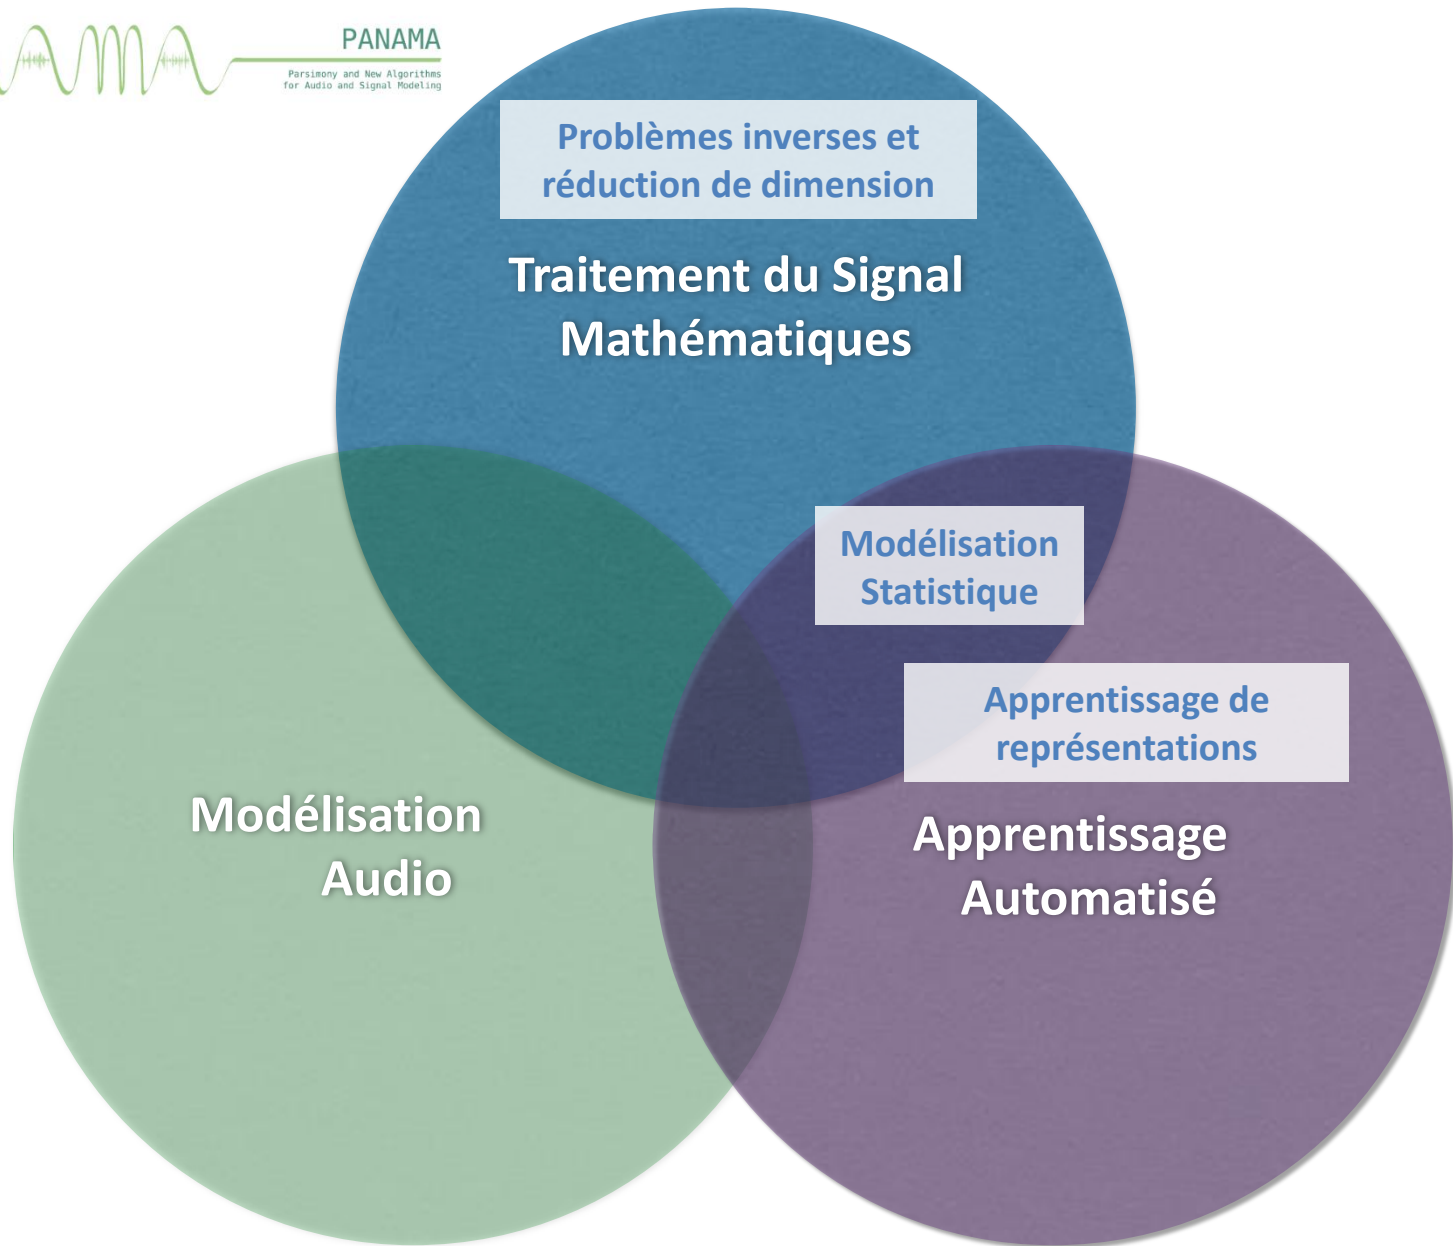 AMA
PANAMA
Parsimony and New Algorithms
for Audio and Signal Modeling
Problèmes inverses et
réduction de dimension
Traitement du Signal
Mathématiques
Modélisation
Statistique
Apprentissage de
représentations
Modélisation
Audio
Apprentissage
Automatisé